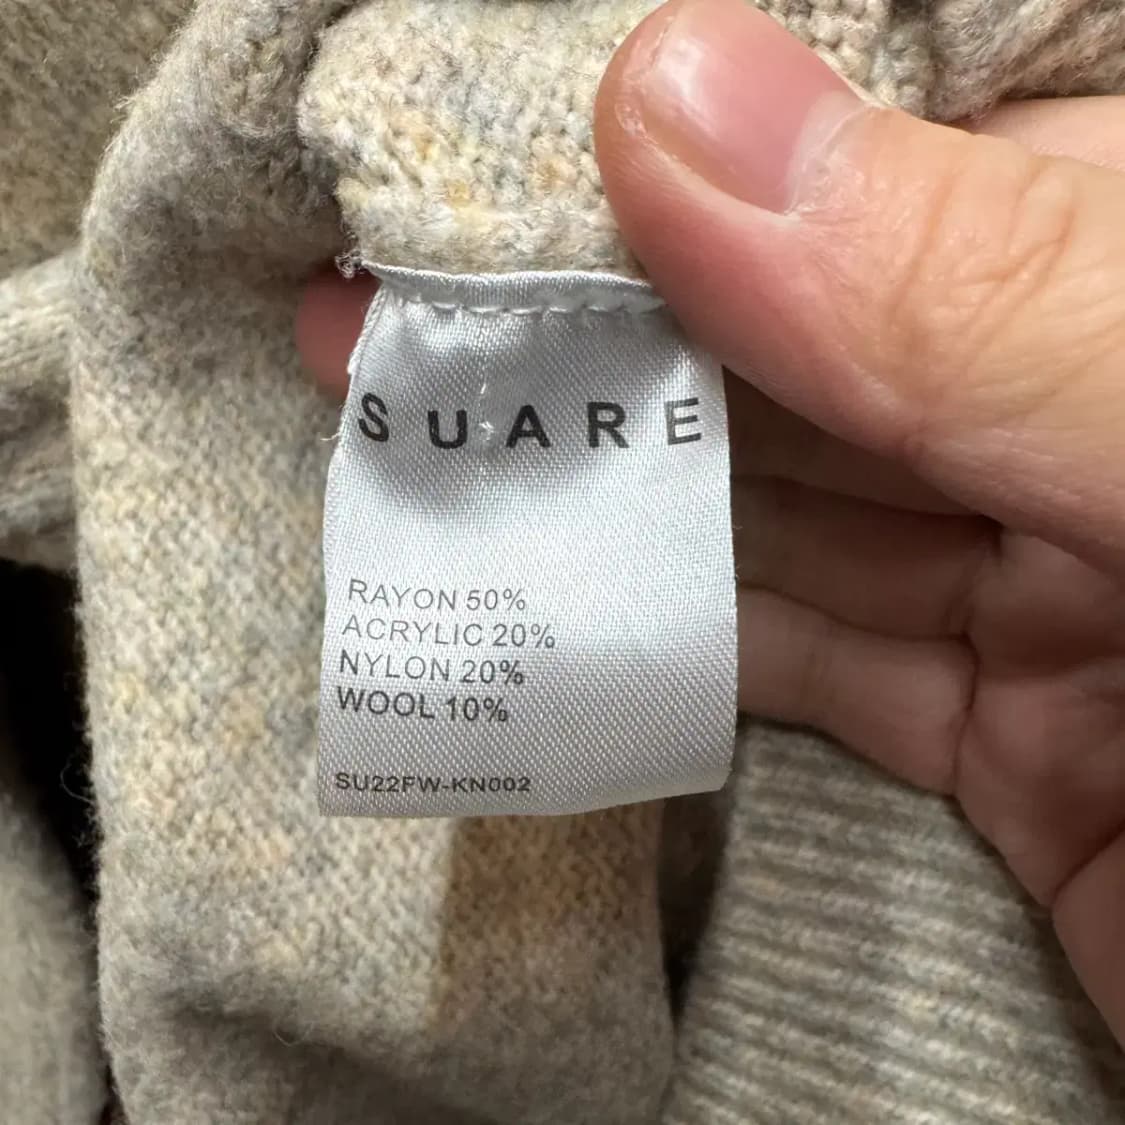 SUARE
RAYON 50%
ACRYLIC 20%
NYLON 20%
WOOL 10%
SU22FW-KN002